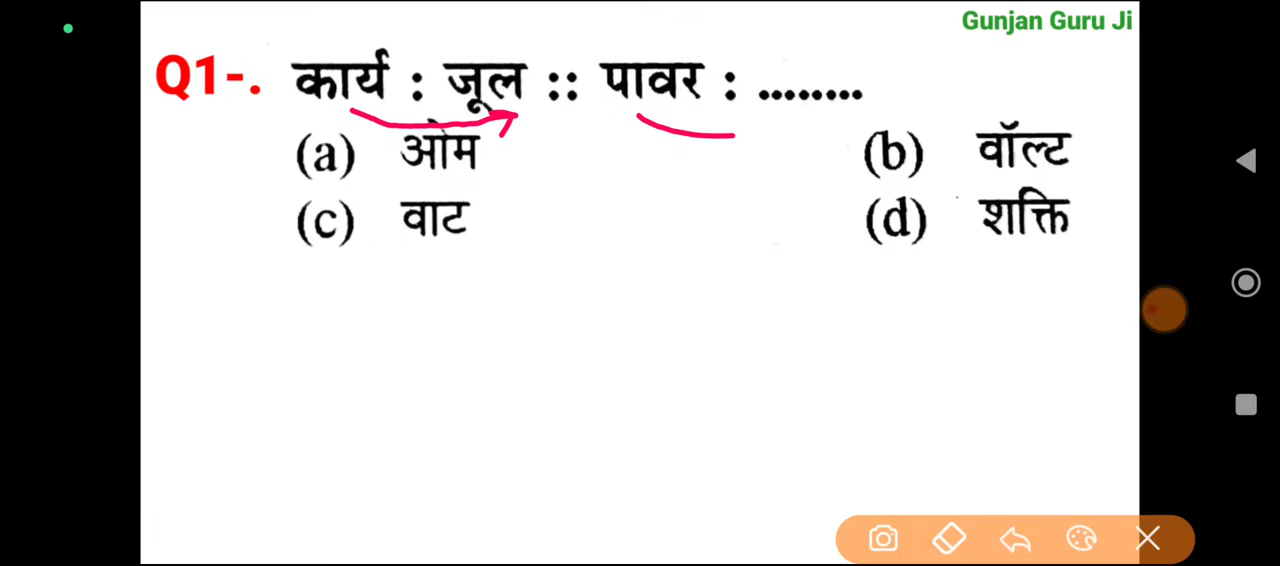 Gunjan Guru Ji
Q1-. कार्य : जूल :: पावर : ........
(a) ओम (b) वॉल्ट
(c) वाट (d) शक्ति